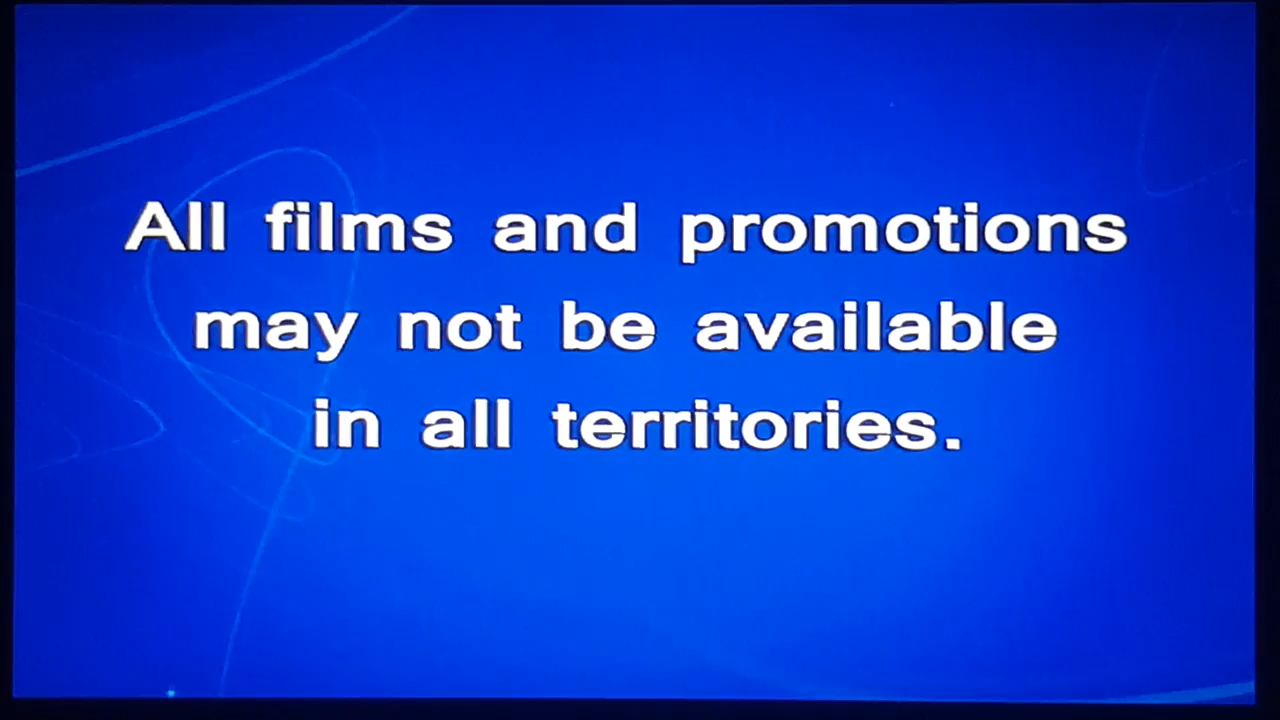 All films and promotions
may not be available
in all territories.